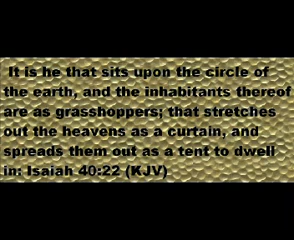 It is he that sits upon the circle of
the earth, and the inhabitants thereof
are as grasshoppers; that stretches
out the heavens as a curtain, and
spreads them out as a tent to dwell
in: Isaiah 40:22 (KJV)